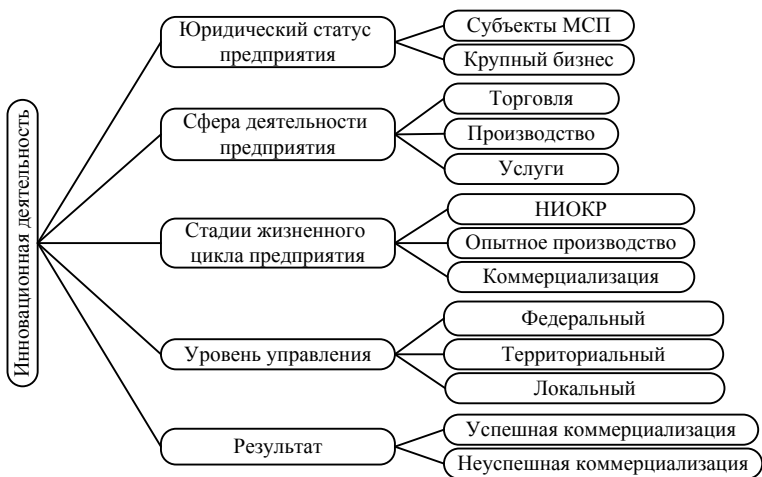 Инновационная деятельность
Юридический статус
предприятия
Субъекты МСП
Крупный бизнес
Сфера деятельности
предприятия
Торговля
Производство
Услуги
Стадии жизненного
цикла предприятия
НИОКР
Опытное производство
Коммерциализация
Уровень управления
Федеральный
Территориальный
Локальный
Результат
Успешная коммерциализация
Неуспешная коммерциализация